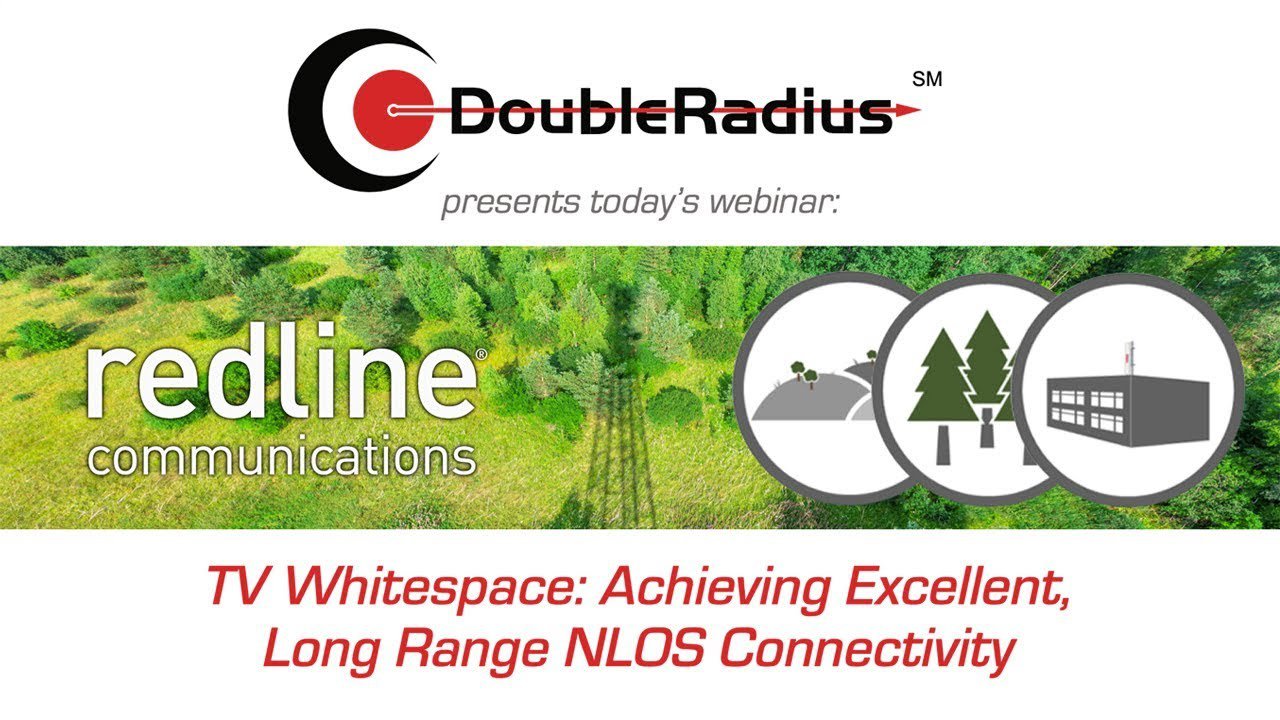 DoubleRadius SM
presents today's webinar:
redline®
communications
TV Whitespace: Achieving Excellent,
Long Range NLOS Connectivity